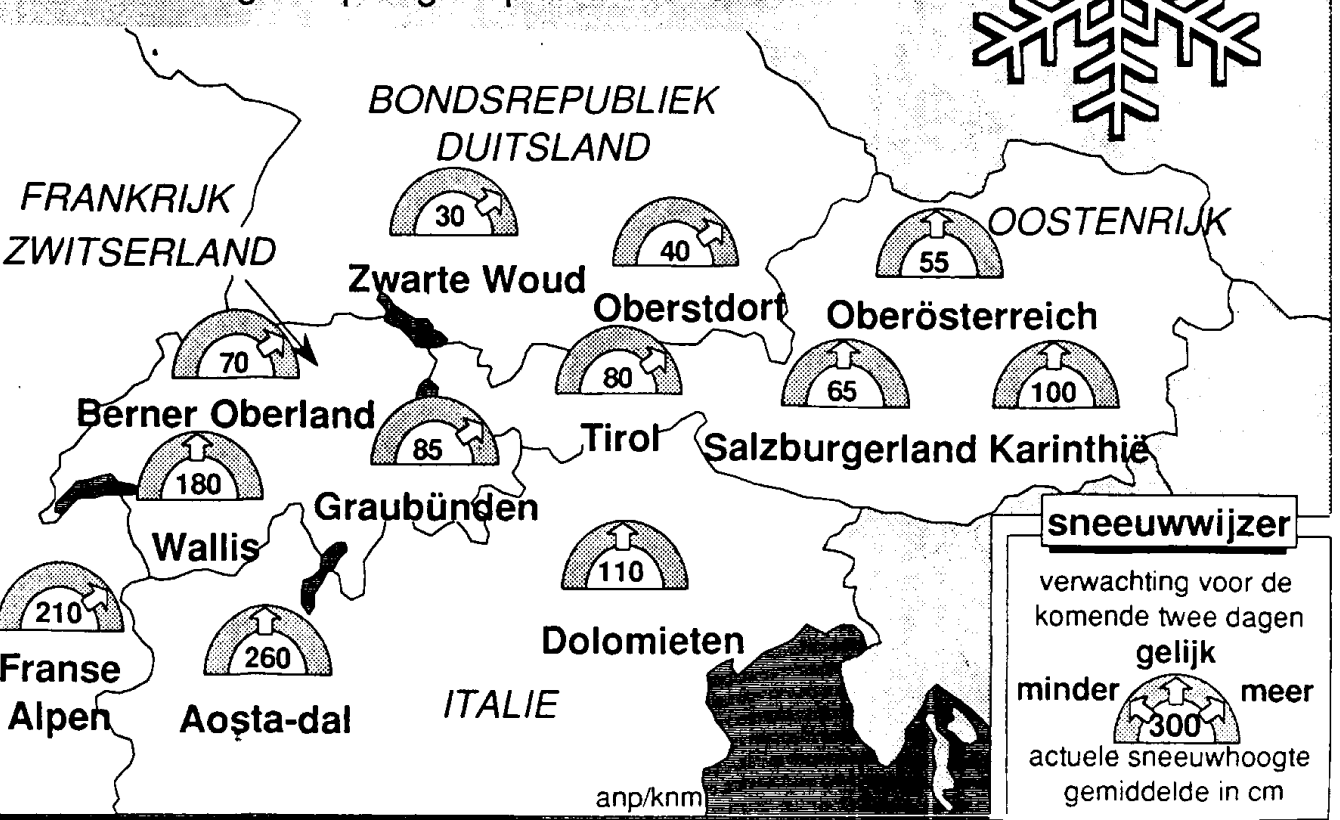 BONDSREPUBLIEK
DUITSLAND
FRANKRIJK
ZWITSERLAND
OOSTENRIJK
30
Zwarte Woud
40
Oberstdorf
55
Oberösterreich
70
Berner Oberland
80
Tirol
65
Salzburgerland
100
Karinthië
85
Graubünden
180
Wallis
110
Dolomieten
210
Franse
Alpen
260
Aosta-dal
ITALIE
anp/knm
sneeuwwijzer
verwachting voor de
komende twee dagen
gelijk
minder meer
300
actuele sneeuwhoogte
gemiddelde in cm